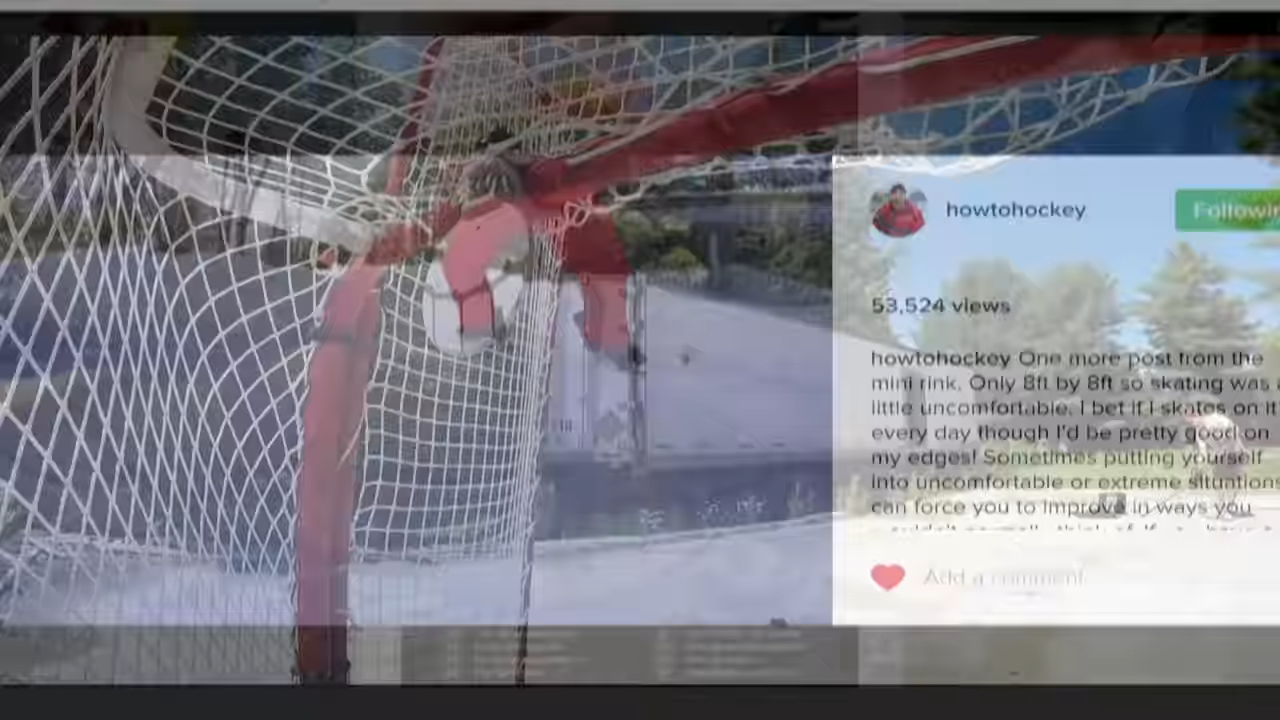 howtohockey
Followin
53,524 views
howtohockey One more post from the
mini rink. Only 8ft by 8ft so skating was a
little uncomfortable. I bet if I skates on it
every day though I'd be pretty good on
my edges! Sometimes putting yourself
into uncomfortable or extreme situations
can force you to improve in ways you
Add a comment